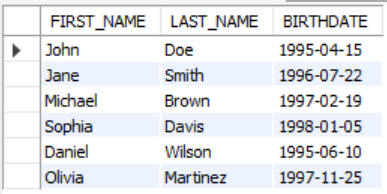 FIRST_NAME LAST_NAME BIRTHDATE
John Doe 1995-04-15
Jane Smith 1996-07-22
Michael Brown 1997-02-19
Sophia Davis 1998-01-05
Daniel Wilson 1995-06-10
Olivia Martinez 1997-11-25